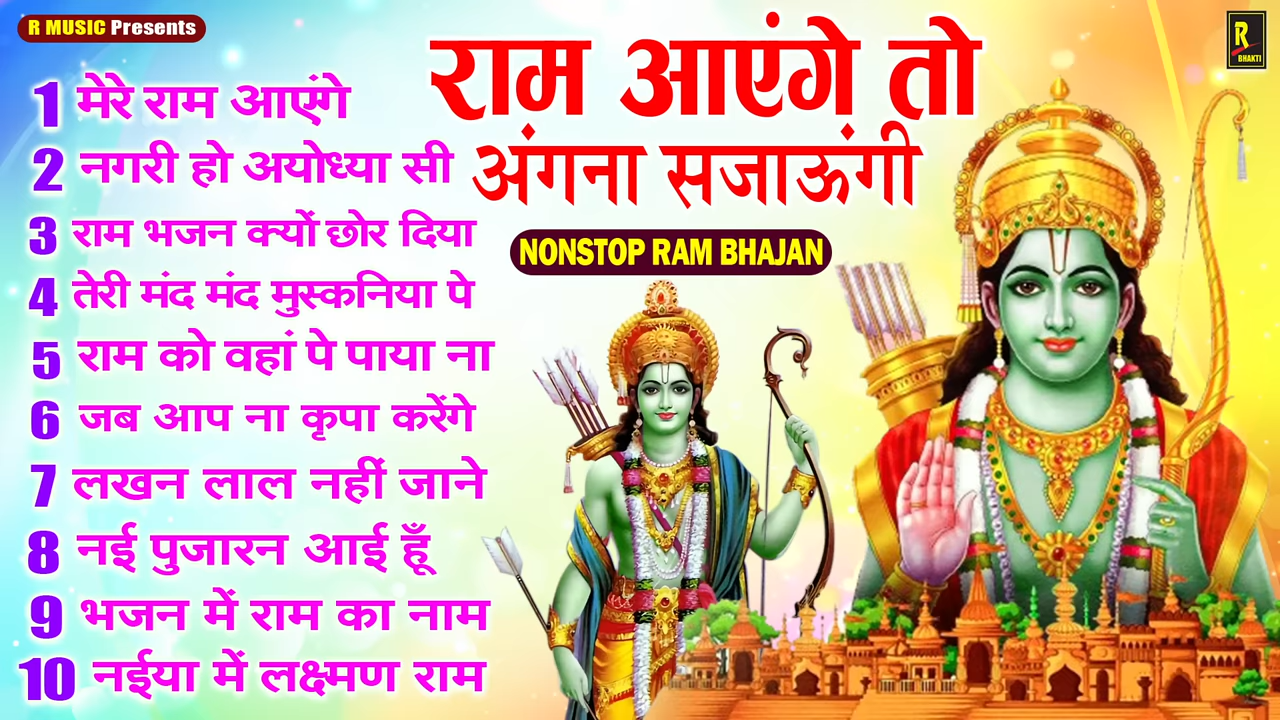 R MUSIC Presents
राम आएंगे तो
अंगना सजाऊंगी
NONSTOP RAM BHAJAN
1 मेरे राम आएंगे
2 नगरी हो अयोध्या सी
3 राम भजन क्यों छोर दिया
4 तेरी मंद मंद मुस्कनिया पे
5 राम को वहां पे पाया ना
6 जब आप ना कृपा करेंगे
7 लखन लाल नहीं जाने
8 नई पुजारन आई हूँ
9 भजन में राम का नाम
10 नईया में लक्ष्मण राम
R
BHAKTI